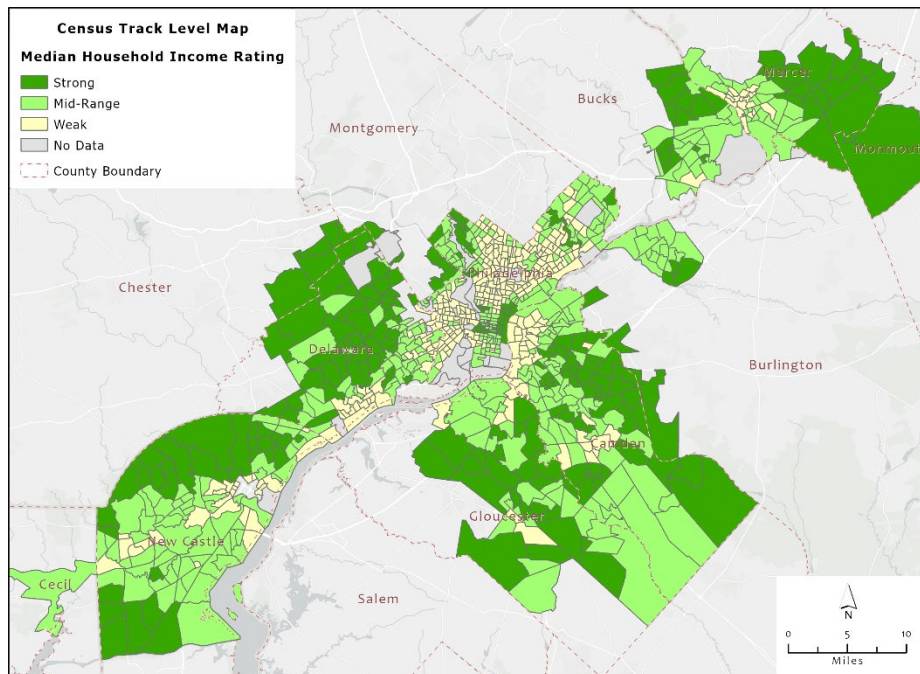 Census Track Level Map
Median Household Income Rating
Strong
Mid-Range
Weak
No Data
County Boundary
Mercer
Bucks
Montgomery
Monmout
Philadelphia
Chester
Delaware
Burlington
Camden
Gloucester
New Castle
Cecil
Salem
N
0 5 10
Miles